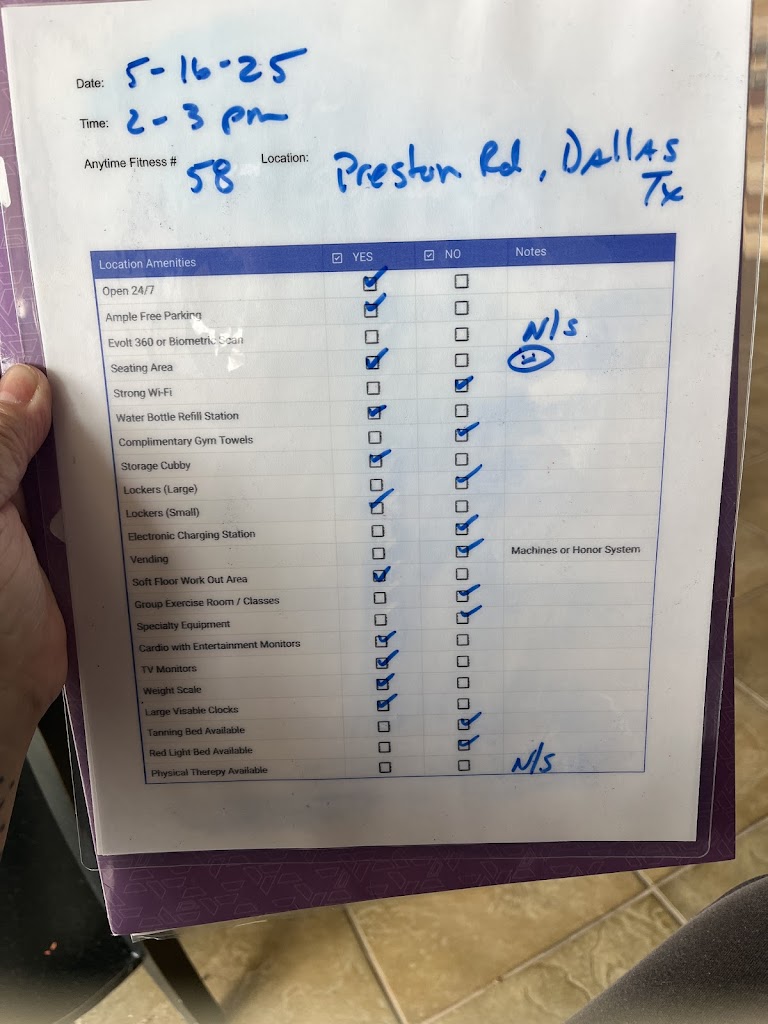 Date: 5-16-25
Time: 2-3 pm
Anytime Fitness # 58 Location: Preston Rd, DALLAS
Tx
Location Amenities ☑ YES ☑ NO Notes
Open 24/7 ☑ ☐
Ample Free Parking ☑ ☐
Evolt 360 or Biometric Scan ☐ ☐ N/S
Seating Area ☑ ☐
Strong Wi-Fi ☐ ☑
Water Bottle Refill Station ☑ ☐
Complimentary Gym Towels ☐ ☑
Storage Cubby ☑ ☐
Lockers (Large) ☐ ☑
Lockers (Small) ☑ ☐
Electronic Charging Station ☐ ☑
Vending ☐ ☑ Machines or Honor System
Soft Floor Work Out Area ☑ ☐
Group Exercise Room / Classes ☐ ☑
Specialty Equipment ☐ ☑
Cardio with Entertainment Monitors ☑ ☐
TV Monitors ☑ ☐
Weight Scale ☑ ☐
Large Visable Clocks ☑ ☐
Tanning Bed Available ☐ ☑
Red Light Bed Available ☐ ☑
Physical Therepy Available ☐ ☐ N/S